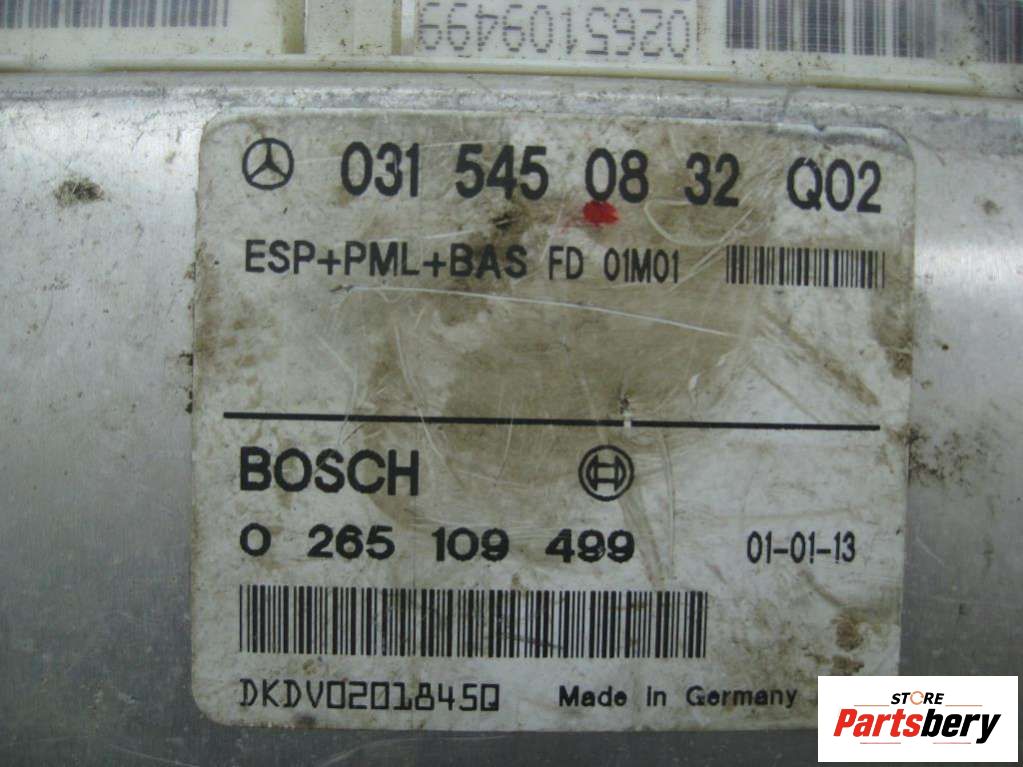 0265109499
031 545 08 32 Q02
ESP+PML+BAS FD 01M01
BOSCH
0 265 109 499 01-01-13
DKDV02018450 Made In Germany
STORE
Partsbery